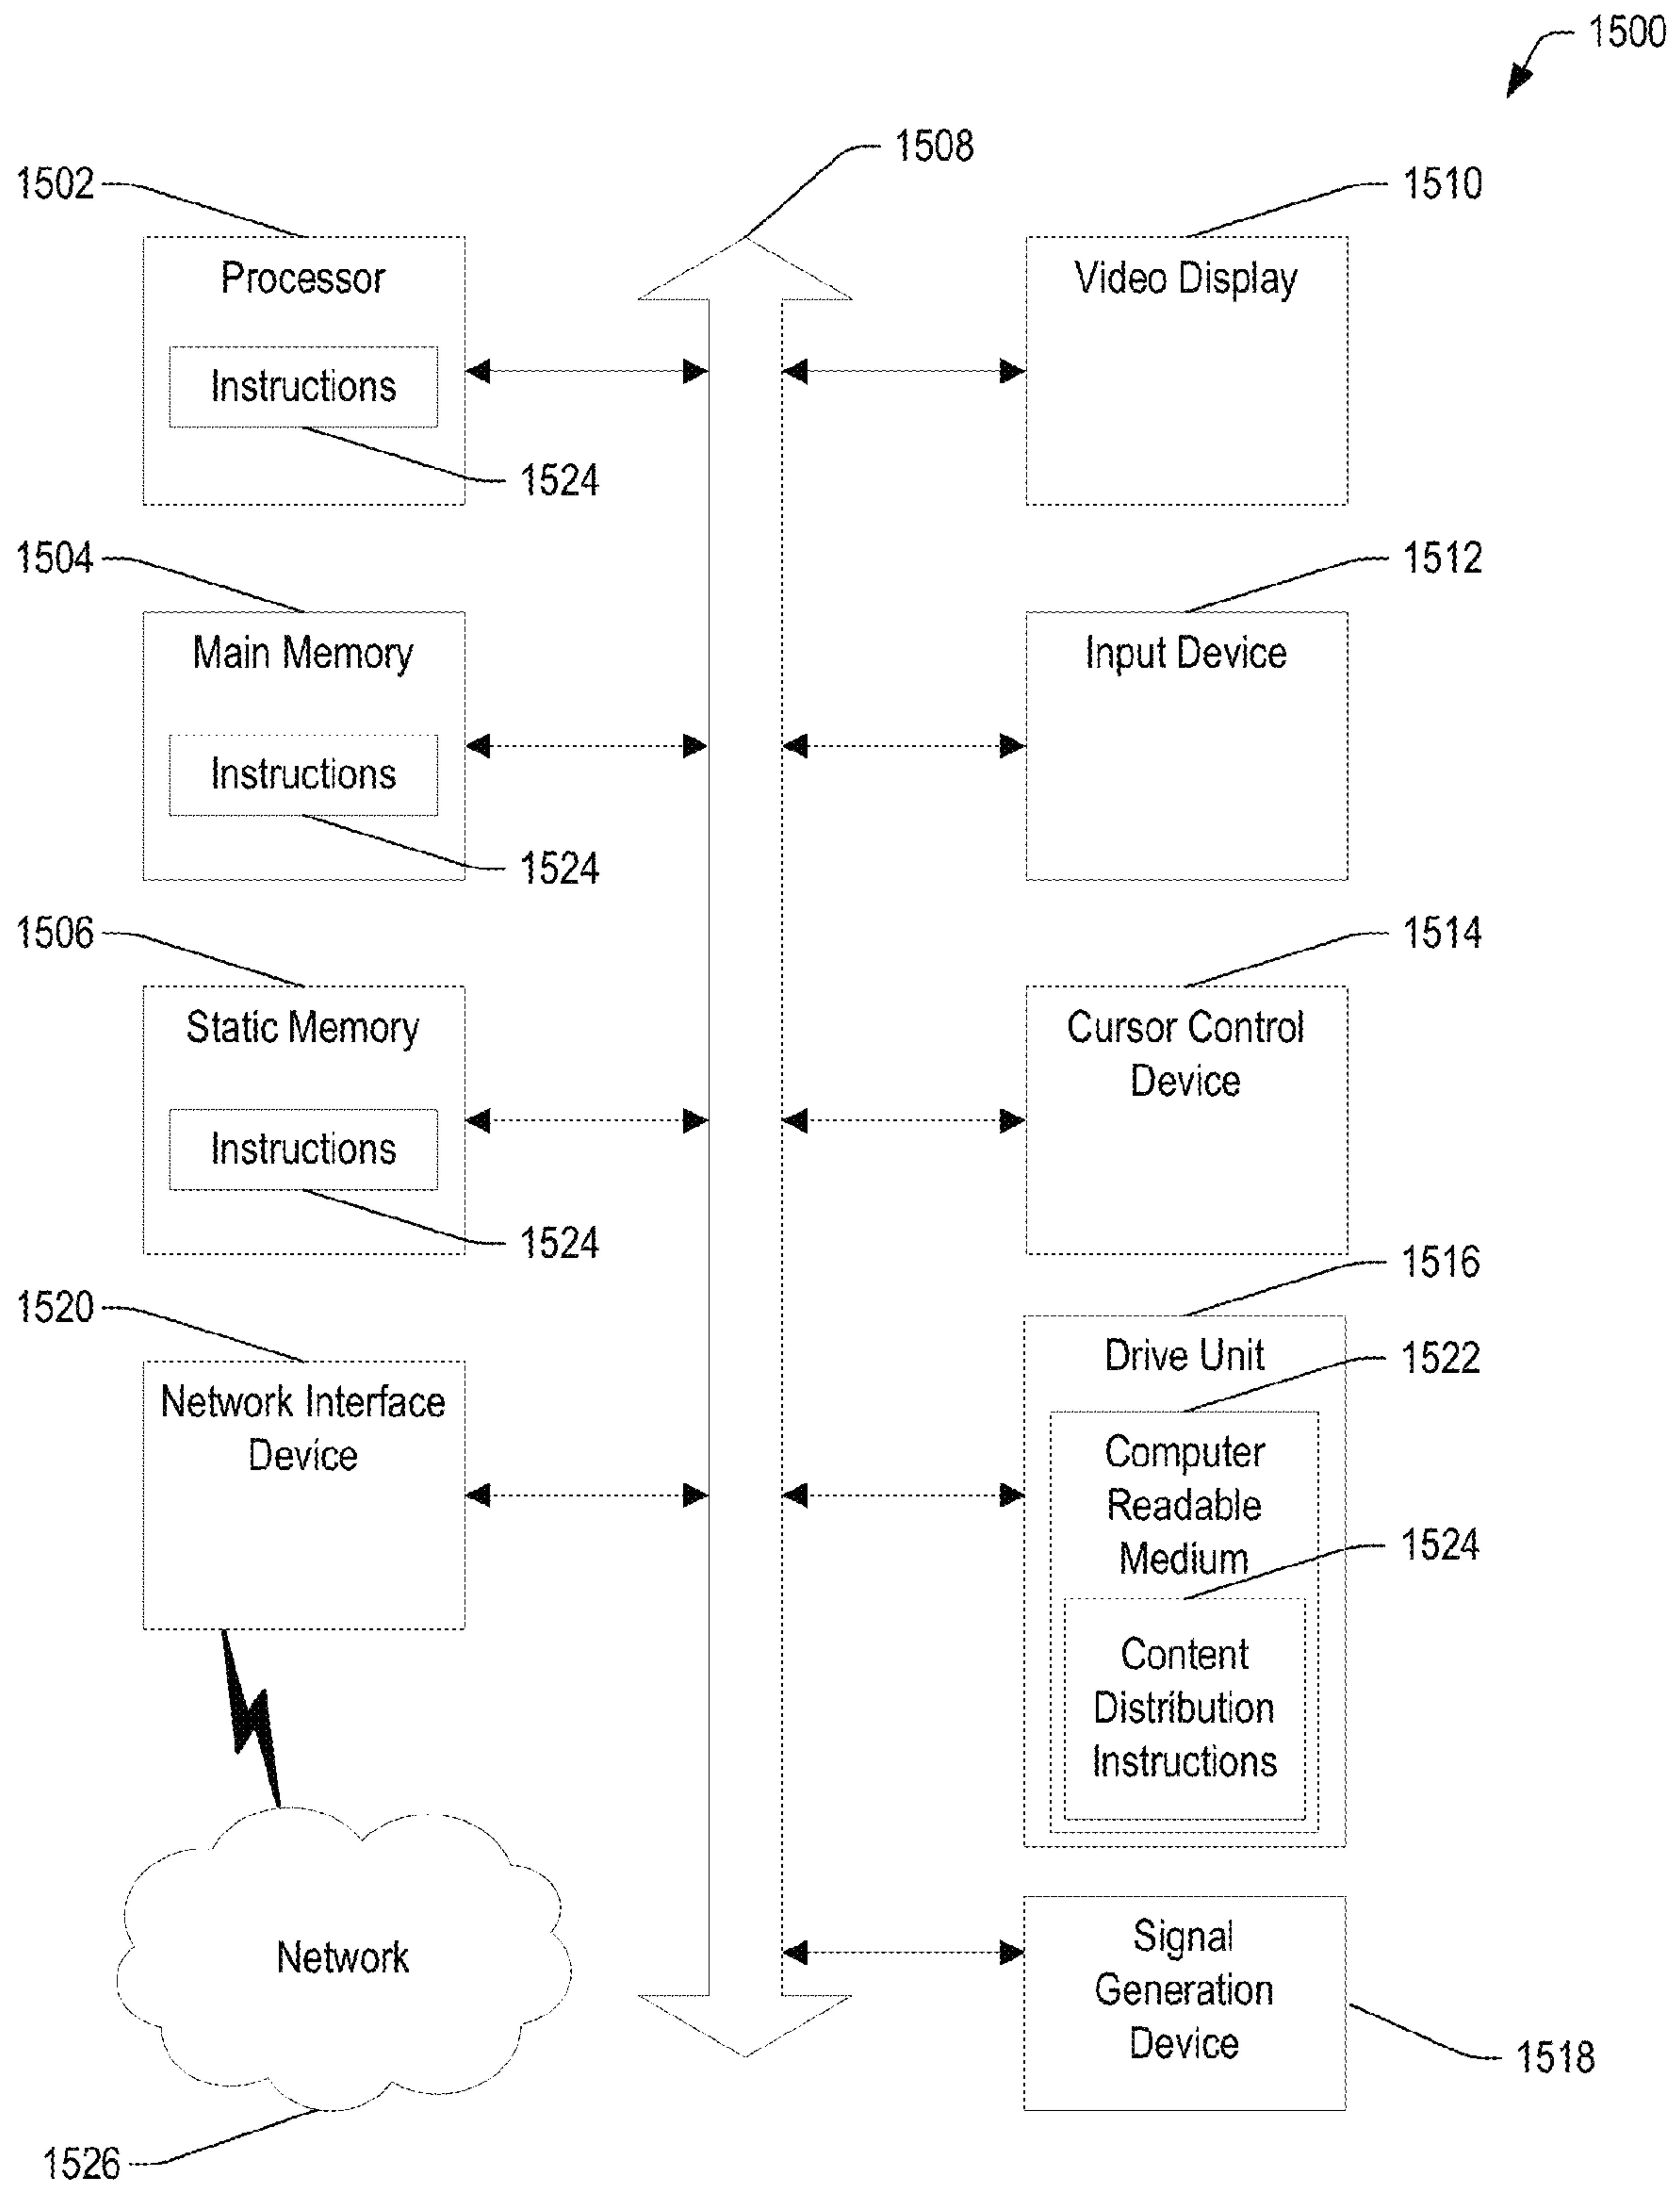 1500
1508
1502
1510
Processor
Video Display
Instructions
1524
1504
1512
Main Memory
Input Device
Instructions
1524
1506
1514
Static Memory
Cursor Control
Device
Instructions
1524
1516
1520
Drive Unit
1522
Network Interface
Device
Computer
Readable
Medium
1524
Content
Distribution
Instructions
Network
Signal
Generation
Device
1518
1526